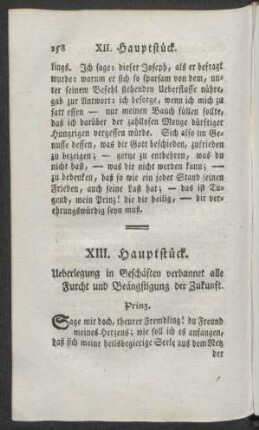 258 XII. Hauptstück.
lings. Ich sage: dieser Joseph, als er befragt
wurde: warum er sich so sparsam von dem, un-
ter seinem Befehl stehenden Ueberflusse nähre,
gab zur Antwort: ich besorge, wenn ich mich zu
satt essen — nur meinen Bauch füllen sollte,
daß ich darüber der zahllosen Menge dürftiger
Hungrigen vergessen würde. Sich also im Ge-
nusse dessen, was dir Gott beschieden, zufrieden
zu bezeigen; — gerne zu entbehren, was du
nicht hast, — was dir nicht werden kann; —
zu bedenken, daß so wie ein jeder Stand seinen
Frieden, auch seine Last hat; — das ist Tu-
gend, mein Prinz! die dir heilig, — dir ver-
ehrungswürdig seyn muß.
XIII. Hauptstück.
Ueberlegung in Geschäften verbannet alle
Furcht und Beängstigung der Zukunft.
Prinz.
Sage mir doch, theurer Fremdling! du Freund
meines Herzens; wie soll ich es anfangen,
daß sich meine heilsbegierige Seele aus dem Netz
der